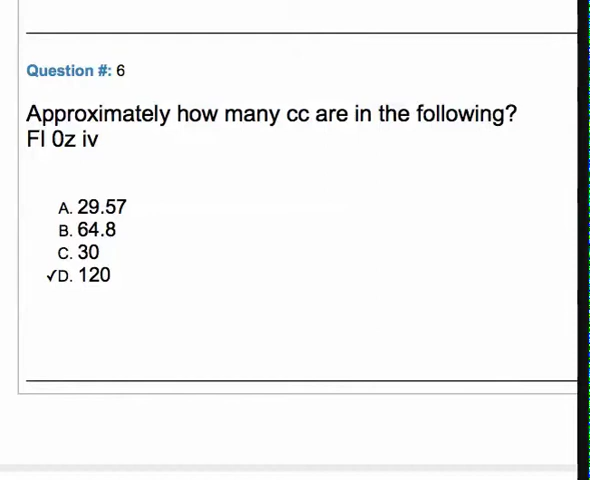 Question #: 6
Approximately how many cc are in the following?
Fl 0z iv
A. 29.57
B. 64.8
C. 30
✓D. 120